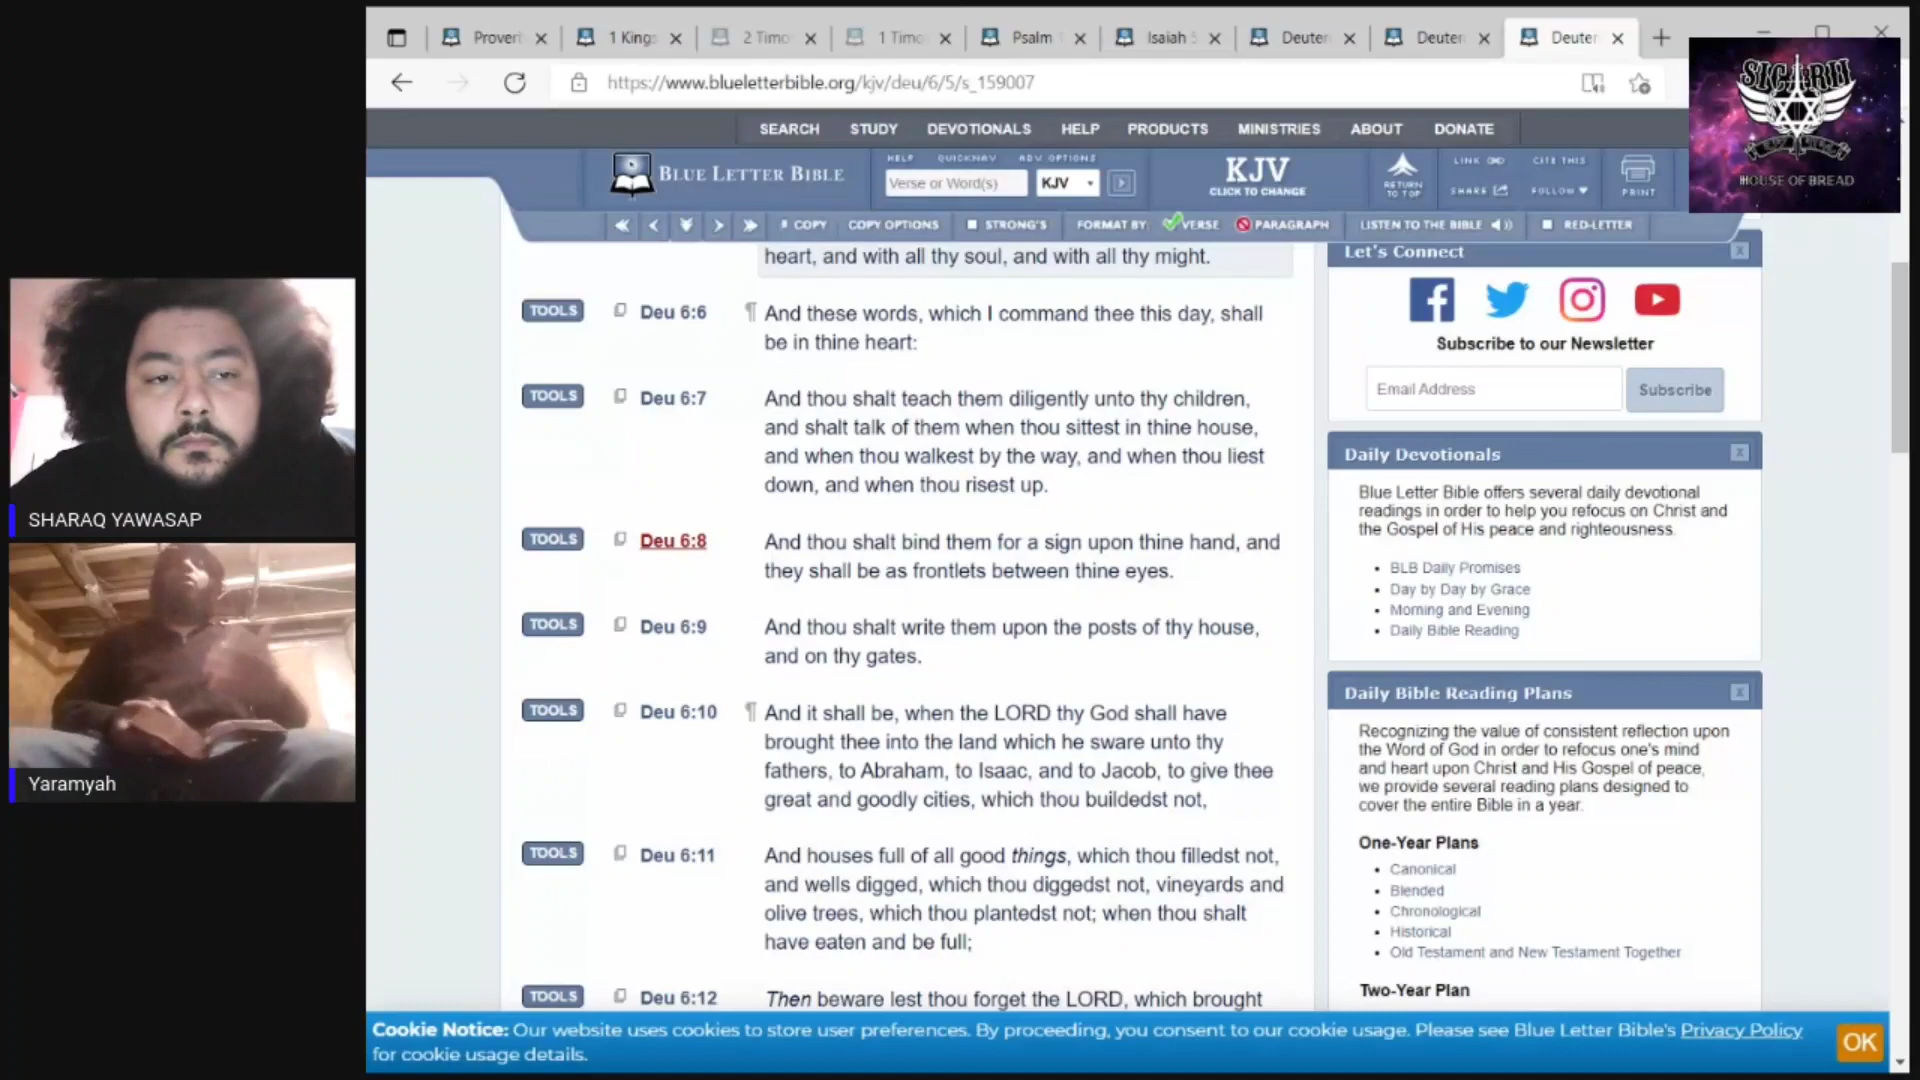 Prover
1 King
2 Timo
1 Timo
Psalm
Isaiah 5
Deuter
Deuter
Deuter
https://www.blueletterbible.org/kjv/deu/6/5/s_159007
SICARII
HOUSE OF BREAD
SEARCH STUDY DEVOTIONALS HELP PRODUCTS MINISTRIES ABOUT DONATE
BLUE LETTER BIBLE
HELP QUICKNAV ADV OPTIONS
Verse or Word(s) KJV
KJV
CLICK TO CHANGE
RETURN
TO TOP
LINK CITE THIS
SHARE FOLLOW
PRINT
COPY COPY OPTIONS STRONG'S FORMAT BY: VERSE PARAGRAPH LISTEN TO THE BIBLE RED-LETTER
heart, and with all thy soul, and with all thy might.
TOOLS Deu 6:6 ¶ And these words, which I command thee this day, shall
be in thine heart:
TOOLS Deu 6:7 And thou shalt teach them diligently unto thy children,
and shalt talk of them when thou sittest in thine house,
and when thou walkest by the way, and when thou liest
down, and when thou risest up.
TOOLS Deu 6:8 And thou shalt bind them for a sign upon thine hand, and
they shall be as frontlets between thine eyes.
TOOLS Deu 6:9 And thou shalt write them upon the posts of thy house,
and on thy gates.
TOOLS Deu 6:10 ¶ And it shall be, when the LORD thy God shall have
brought thee into the land which he sware unto thy
fathers, to Abraham, to Isaac, and to Jacob, to give thee
great and goodly cities, which thou buildedst not,
TOOLS Deu 6:11 And houses full of all good things, which thou filledst not,
and wells digged, which thou diggedst not, vineyards and
olive trees, which thou plantedst not; when thou shalt
have eaten and be full;
TOOLS Deu 6:12 Then beware lest thou forget the LORD, which brought
Let's Connect
Subscribe to our Newsletter
Email Address Subscribe
Daily Devotionals
Blue Letter Bible offers several daily devotional
readings in order to help you refocus on Christ and
the Gospel of His peace and righteousness.
BLB Daily Promises
Day by Day by Grace
Morning and Evening
Daily Bible Reading
Daily Bible Reading Plans
Recognizing the value of consistent reflection upon
the Word of God in order to refocus one's mind
and heart upon Christ and His Gospel of peace,
we provide several reading plans designed to
cover the entire Bible in a year.
One-Year Plans
Canonical
Blended
Chronological
Historical
Old Testament and New Testament Together
Two-Year Plan
Cookie Notice: Our website uses cookies to store user preferences. By proceeding, you consent to our cookie usage. Please see Blue Letter Bible's Privacy Policy
for cookie usage details.
OK
SHARAQ YAWASAP
Yaramyah